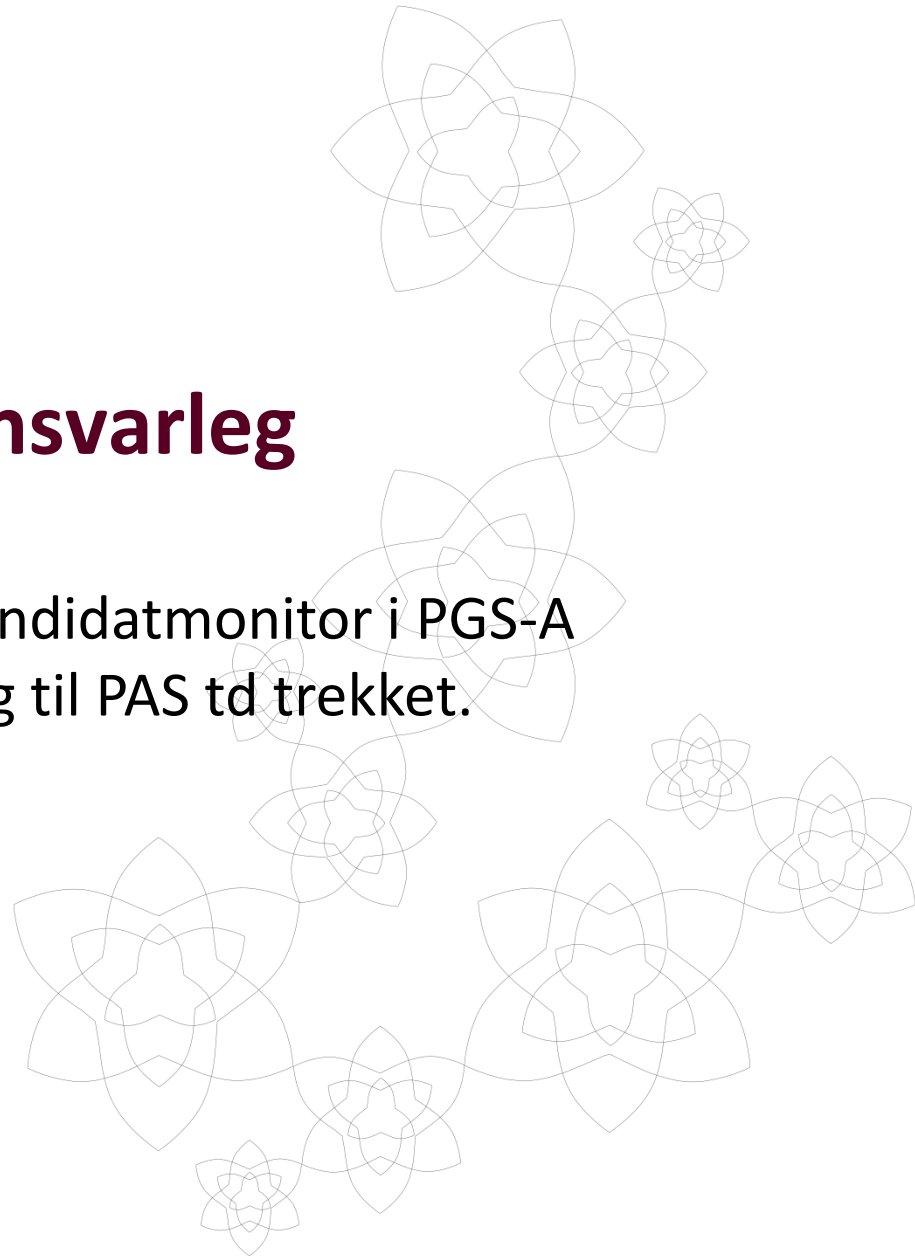 nsvarleg
ndidatmonitor i PGS-A
g til PAS td trekket.